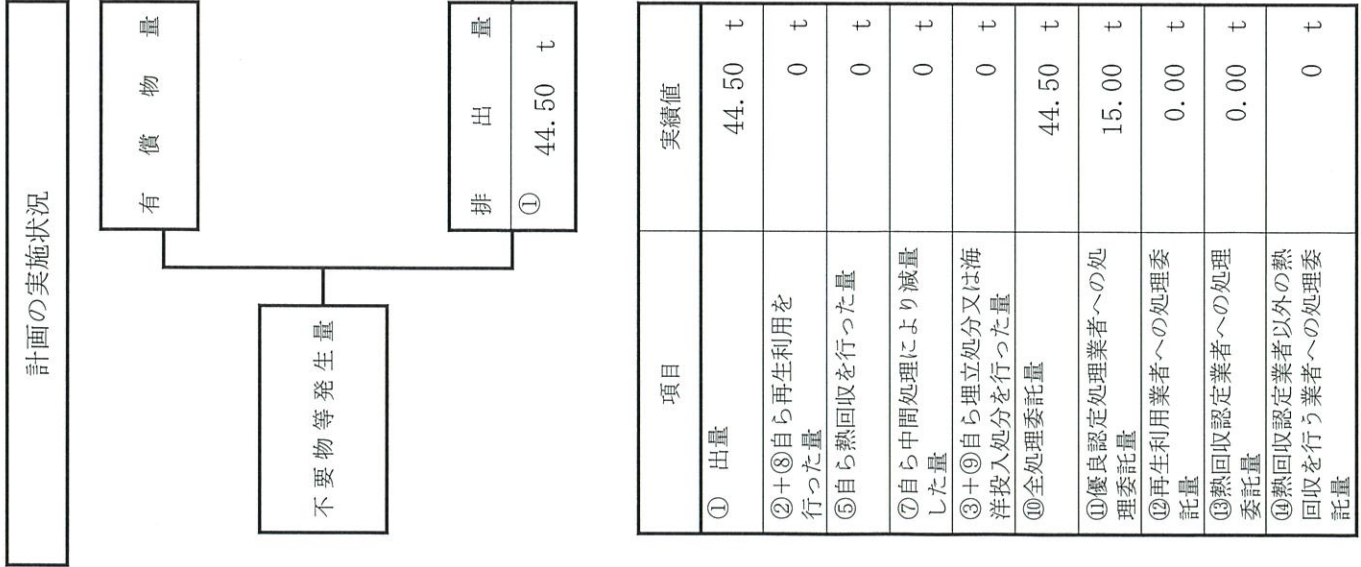 計画の実施状況
有償物量
不要物等発生量
排出量
① 44.50 t
項目 実績値
① 出量 44.50 t
②+⑧自ら再生利用を
行った量 0 t
⑤自ら熱回収を行った量 0 t
⑦自ら中間処理により減量
した量 0 t
③+⑨自ら埋立処分又は海
洋投入処分を行った量 0 t
⑩全処理委託量 44.50 t
⑪優良認定処理業者への処
理委託量 15.00 t
⑫再生利用業者への処理委
託量 0.00 t
⑬熱回収認定業者への処理
委託量 0.00 t
⑭熱回収認定業者以外の熱
回収を行う業者への処理委
託量 0 t